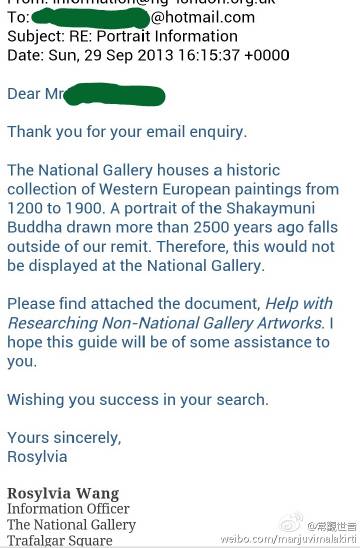 From: information@ng-london.org.uk
To: @hotmail.com
Subject: RE: Portrait Information
Date: Sun, 29 Sep 2013 16:15:37 +0000
Dear Mr
Thank you for your email enquiry.
The National Gallery houses a historic
collection of Western European paintings from
1200 to 1900. A portrait of the Shakaymuni
Buddha drawn more than 2500 years ago falls
outside of our remit. Therefore, this would not
be displayed at the National Gallery.
Please find attached the document, Help with
Researching Non-National Gallery Artworks. I
hope this guide will be of some assistance to
you.
Wishing you success in your search.
Yours sincerely,
Rosylvia
Rosylvia Wang
Information Officer
The National Gallery
Trafalgar Square
@常觀世音
weibo.com/manjuvimalakirti